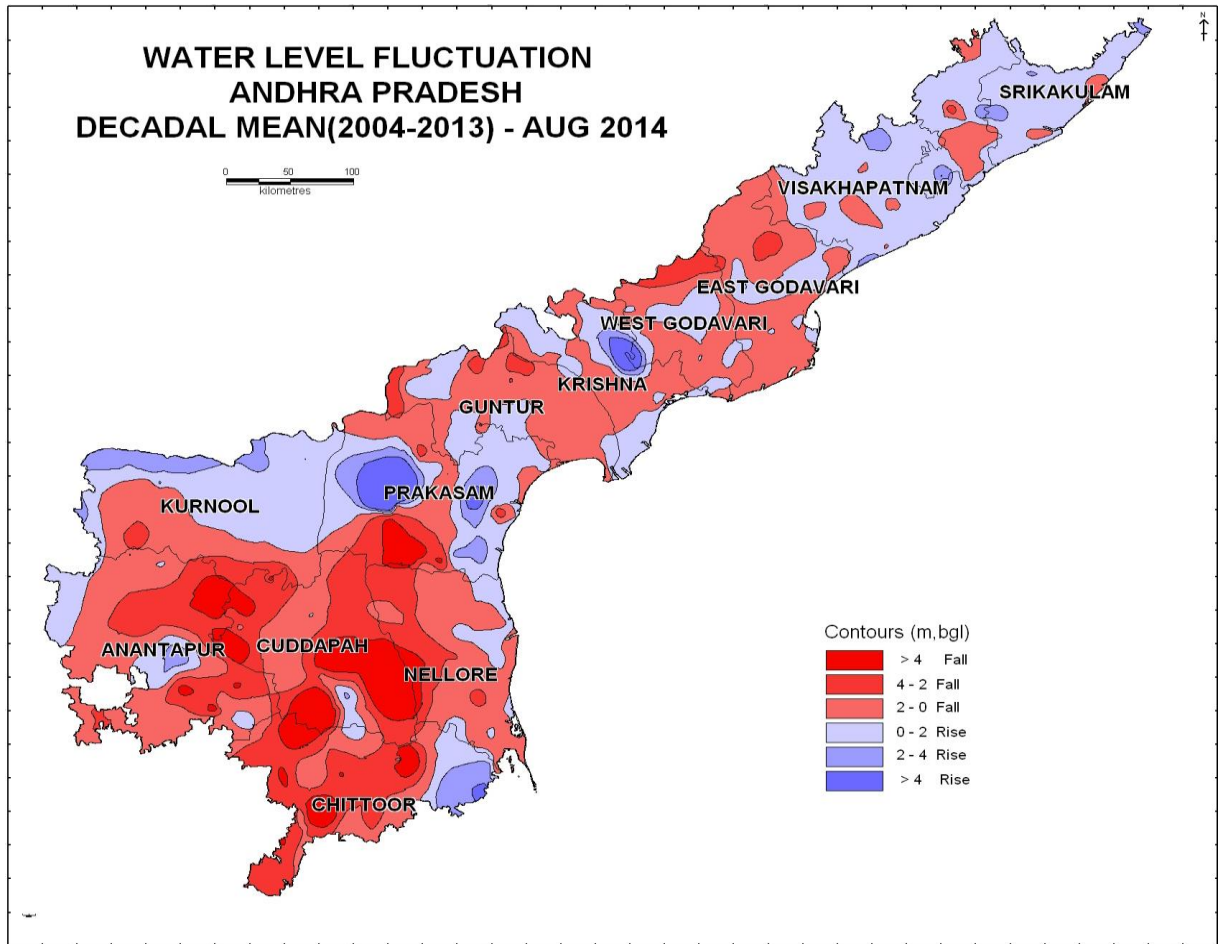 WATER LEVEL FLUCTUATION
ANDHRA PRADESH
DECADAL MEAN(2004-2013) - AUG 2014
0 50 100
kilometres
N
SRIKAKULAM
VISAKHAPATNAM
EAST GODAVARI
WEST GODAVARI
KRISHNA
GUNTUR
PRAKASAM
KURNOOL
ANANTAPUR
CUDDAPAH
NELLORE
CHITTOOR
Contours (m,bgl)
> 4 Fall
4 - 2 Fall
2 - 0 Fall
0 - 2 Rise
2 - 4 Rise
> 4 Rise